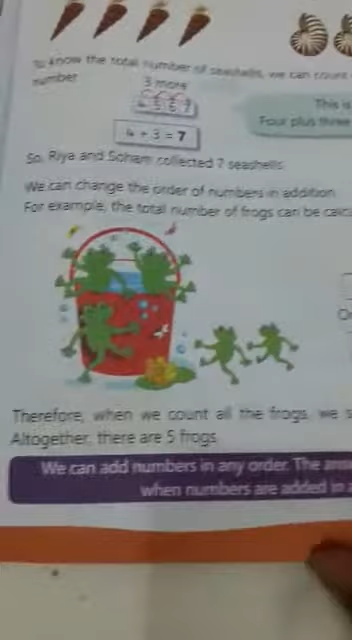 To know the total number of seashells, we can count
number
3 more
4 5 6 7
4 + 3 = 7
This is
Four plus three
So, Riya and Soham collected 7 seashells.
We can change the order of numbers in addition.
For example, the total number of frogs can be
Therefore, when we count all the frogs, we
Altogether, there are 5 frogs.
We can add numbers in any order. The
when numbers are added in